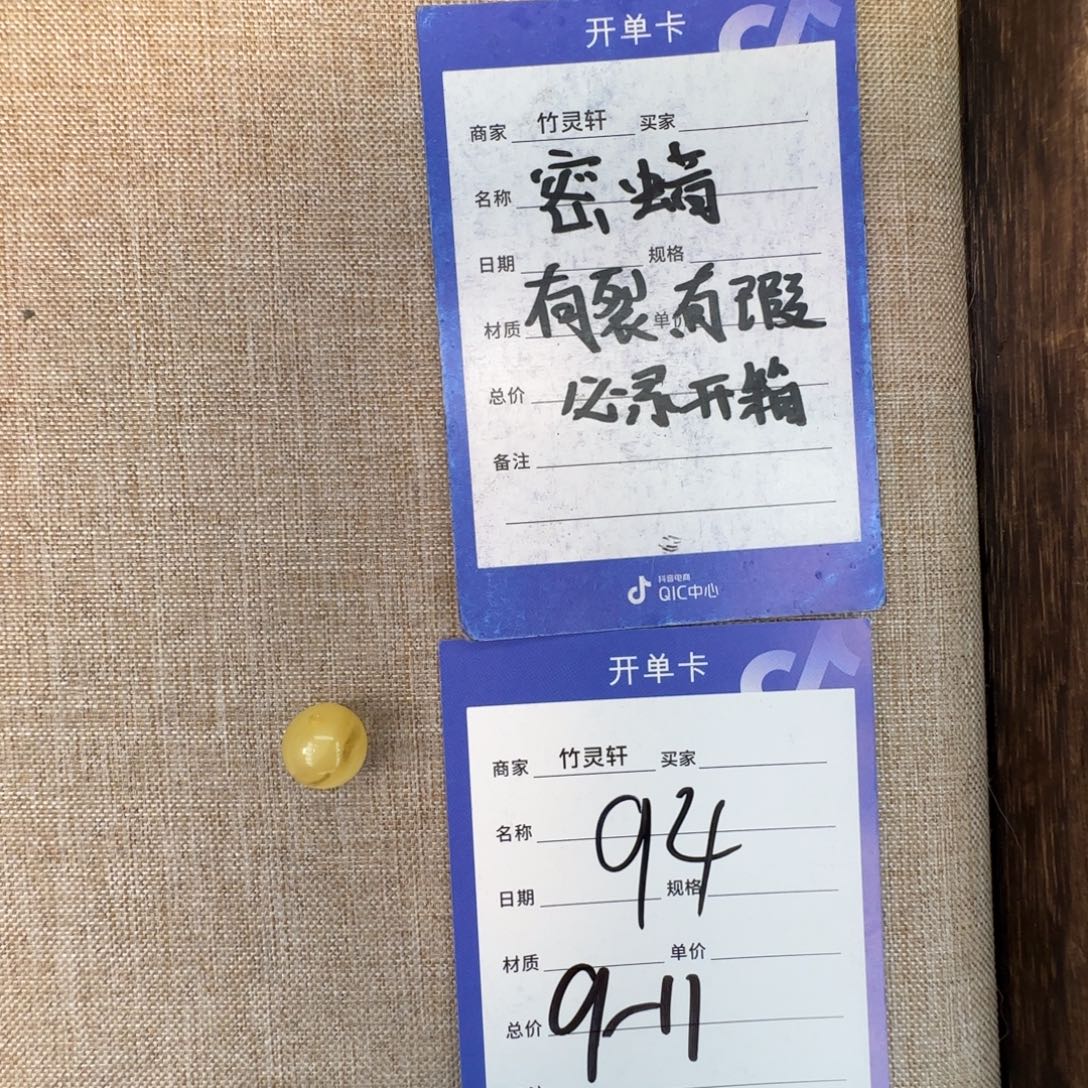 开单卡
商家 竹灵轩 买家
名称 密蜡
日期 规格
材质 有裂有瑕 单价
总价 必录开箱
备注
抖音电商
QIC中心
开单卡
商家 竹灵轩 买家
名称 94
日期 规格
材质 单价
总价 9-11